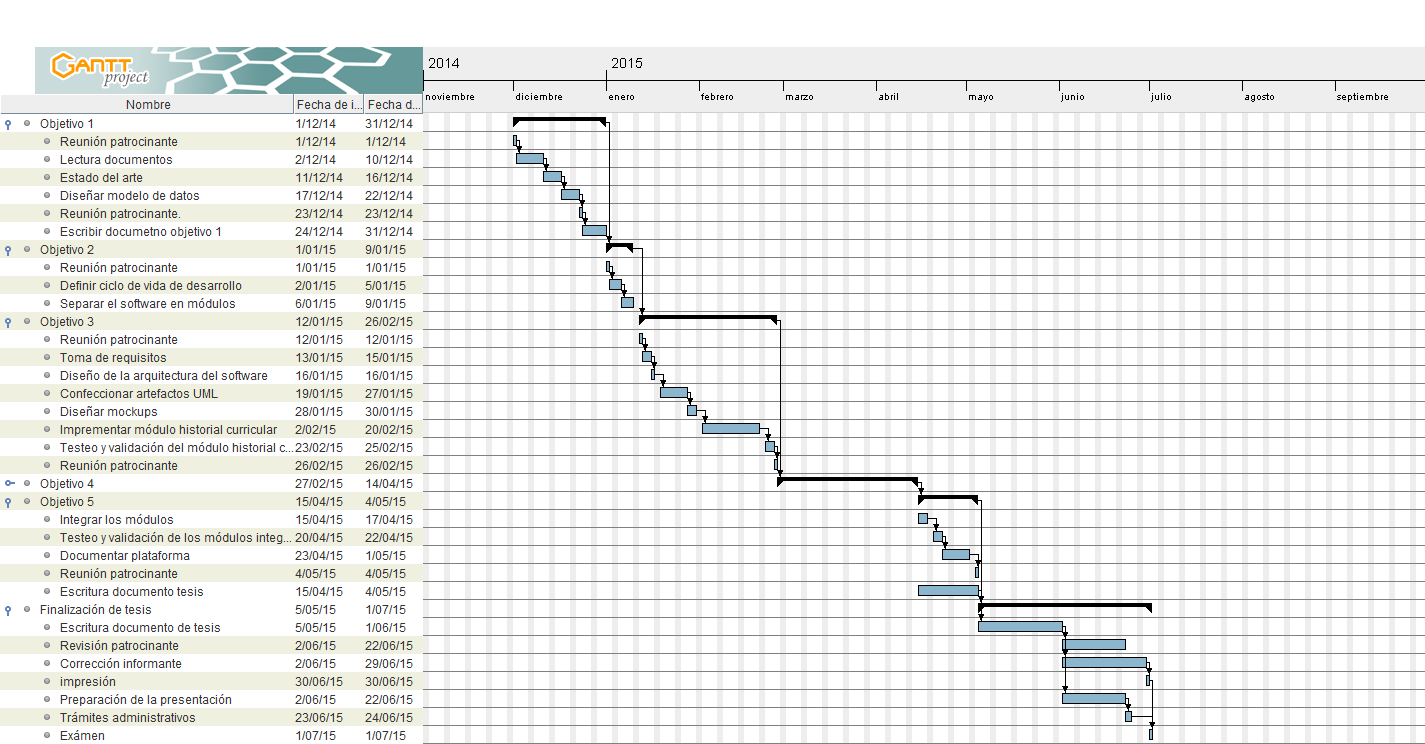 GANTT
project
2014 2015
Nombre Fecha de i... Fecha d...
noviembre diciembre enero febrero marzo abril mayo junio julio agosto septiembre
Objetivo 1 1/12/14 31/12/14
Reunión patrocinante 1/12/14 1/12/14
Lectura documentos 2/12/14 10/12/14
Estado del arte 11/12/14 16/12/14
Diseñar modelo de datos 17/12/14 22/12/14
Reunión patrocinante. 23/12/14 23/12/14
Escribir documetno objetivo 1 24/12/14 31/12/14
Objetivo 2 1/01/15 9/01/15
Reunión patrocinante 1/01/15 1/01/15
Definir ciclo de vida de desarrollo 2/01/15 5/01/15
Separar el software en módulos 6/01/15 9/01/15
Objetivo 3 12/01/15 26/02/15
Reunión patrocinante 12/01/15 12/01/15
Toma de requisitos 13/01/15 15/01/15
Diseño de la arquitectura del software 16/01/15 16/01/15
Confeccionar artefactos UML 19/01/15 27/01/15
Diseñar mockups 28/01/15 30/01/15
Imprementar módulo historial curricular 2/02/15 20/02/15
Testeo y validación del módulo historial c... 23/02/15 25/02/15
Reunión patrocinante 26/02/15 26/02/15
Objetivo 4 27/02/15 14/04/15
Objetivo 5 15/04/15 4/05/15
Integrar los módulos 15/04/15 17/04/15
Testeo y validación de los módulos integ... 20/04/15 22/04/15
Documentar plataforma 23/04/15 1/05/15
Reunión patrocinante 4/05/15 4/05/15
Escritura documento tesis 15/04/15 4/05/15
Finalización de tesis 5/05/15 1/07/15
Escritura documento de tesis 5/05/15 1/06/15
Revisión patrocinante 2/06/15 22/06/15
Corrección informante 2/06/15 29/06/15
impresión 30/06/15 30/06/15
Preparación de la presentación 2/06/15 22/06/15
Trámites administrativos 23/06/15 24/06/15
Exámen 1/07/15 1/07/15